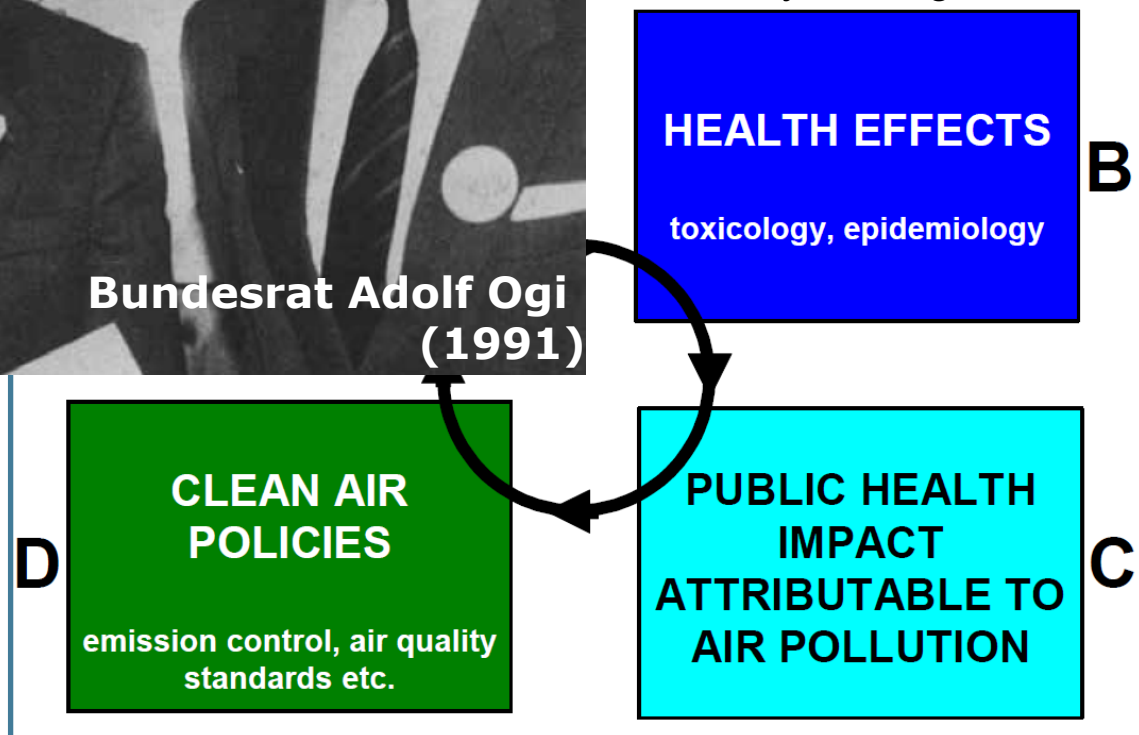 HEALTH EFFECTS
toxicology, epidemiology
B
Bundesrat Adolf Ogi
(1991)
CLEAN AIR
POLICIES
emission control, air quality
standards etc.
D
PUBLIC HEALTH
IMPACT
ATTRIBUTABLE TO
AIR POLLUTION
C